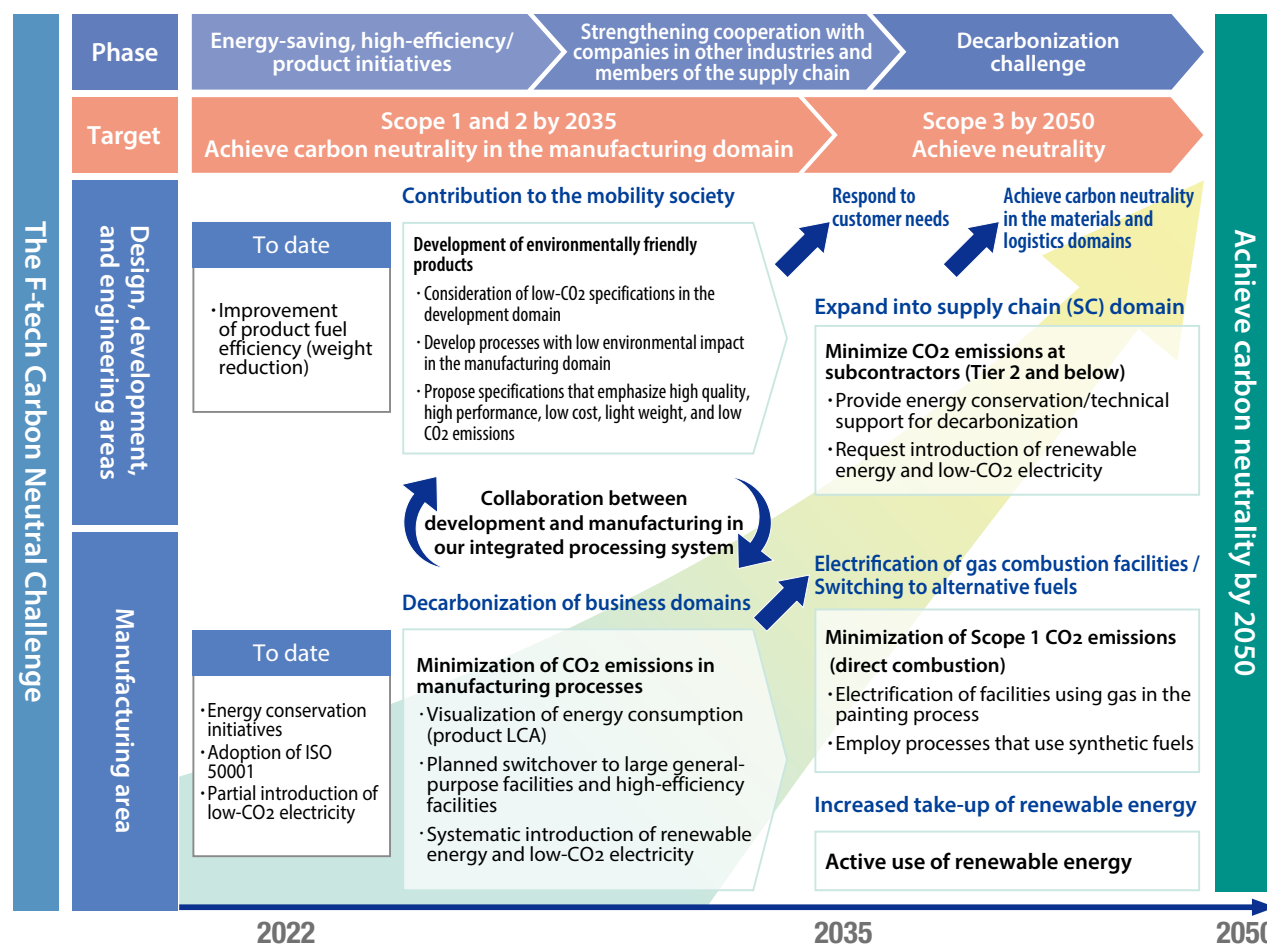 The F-tech Carbon Neutral Challenge
Phase
Energy-saving, high-efficiency/
product initiatives
Strengthening cooperation with
companies in other industries and
members of the supply chain
Decarbonization
challenge
Target
Scope 1 and 2 by 2035
Achieve carbon neutrality in the manufacturing domain
Scope 3 by 2050
Achieve neutrality
Design, development,
and engineering areas
To date
·Improvement
of product fuel
efficiency (weight
reduction)
Contribution to the mobility society
Development of environmentally friendly
products
·Consideration of low-CO2 specifications in the
development domain
·Develop processes with low environmental impact
in the manufacturing domain
·Propose specifications that emphasize high quality,
high performance, low cost, light weight, and low
CO2 emissions
Respond to
customer needs
Achieve carbon neutrality
in the materials and
logistics domains
Expand into supply chain (SC) domain
Minimize CO2 emissions at
subcontractors (Tier 2 and below)
·Provide energy conservation/technical
support for decarbonization
·Request introduction of renewable
energy and low-CO2 electricity
Collaboration between
development and manufacturing in
our integrated processing system
Manufacturing area
To date
·Energy conservation
initiatives
·Adoption of ISO
50001
·Partial introduction of
low-CO2 electricity
Decarbonization of business domains
Minimization of CO2 emissions in
manufacturing processes
·Visualization of energy consumption
(product LCA)
·Planned switchover to large general-
purpose facilities and high-efficiency
facilities
·Systematic introduction of renewable
energy and low-CO2 electricity
Electrification of gas combustion facilities /
Switching to alternative fuels
Minimization of Scope 1 CO2 emissions
(direct combustion)
·Electrification of facilities using gas in the
painting process
·Employ processes that use synthetic fuels
Increased take-up of renewable energy
Active use of renewable energy
Achieve carbon neutrality by 2050
2022
2035
2050